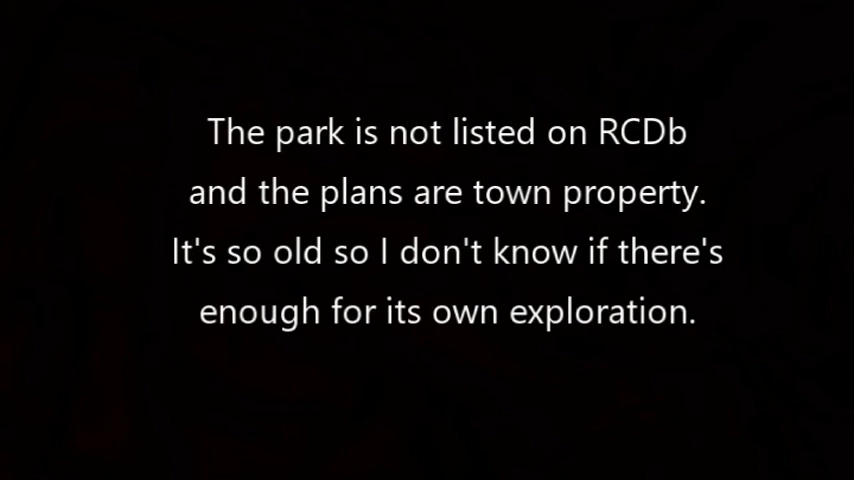 The park is not listed on RCDb
and the plans are town property.
It's so old so I don't know if there's
enough for its own exploration.